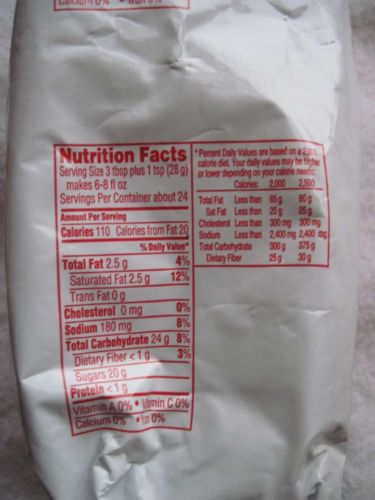 Calcium 0% • Iron 0%
Nutrition Facts
Serving Size 3 tbsp plus 1 tsp (28 g)
makes 6-8 fl oz
Servings Per Container about 24
Amount Per Serving
Calories 110 Calories from Fat 20
% Daily Value*
Total Fat 2.5 g 4%
Saturated Fat 2.5 g 12%
Trans Fat 0 g
Cholesterol 0 mg 0%
Sodium 180 mg 8%
Total Carbohydrate 24 g 8%
Dietary Fiber < 1 g 3%
Sugars 20 g
Protein < 1 g
Vitamin A 0% • Vitamin C 0%
Calcium 0% • Iron 0%
*Percent Daily Values are based on a 2,000
calorie diet. Your daily values may be higher
or lower depending on your calorie needs:
Calories: 2,000 2,500
Total Fat Less than 65 g 80 g
Sat Fat Less than 20 g 25 g
Cholesterol Less than 300 mg 300 mg
Sodium Less than 2,400 mg 2,400 mg
Total Carbohydrate 300 g 375 g
Dietary Fiber 25 g 30 g